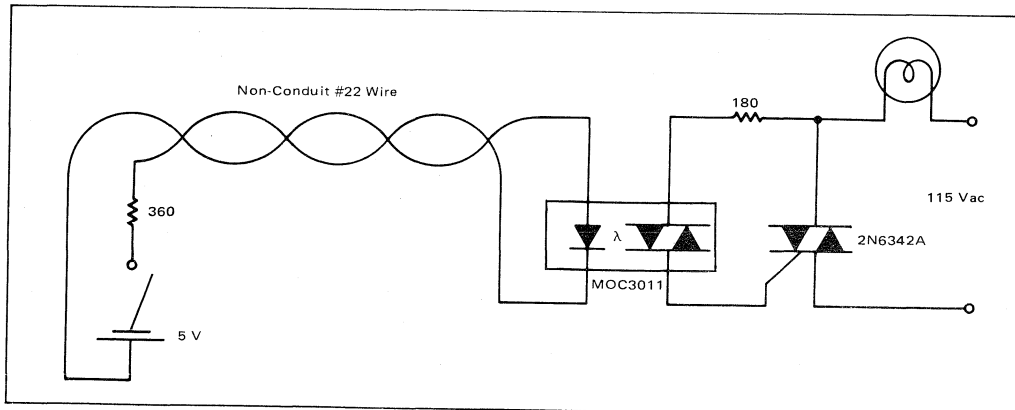 Non-Conduit #22 Wire
180
360
115 Vac
λ
2N6342A
MOC3011
5 V